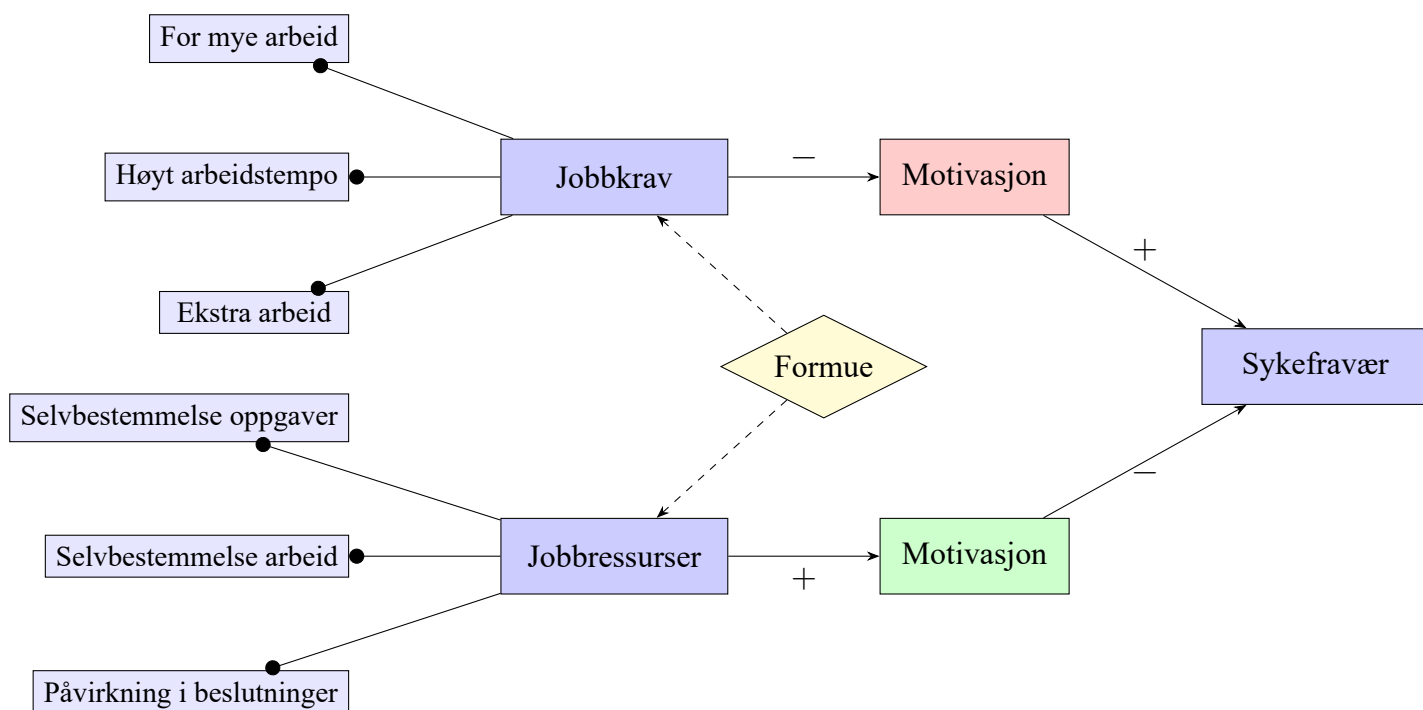 For mye arbeid
Høyt arbeidstempo
Jobbkrav
−
Motivasjon
+
Ekstra arbeid
Formue
Sykefravær
Selvbestemmelse oppgaver
−
Selvbestemmelse arbeid
Jobbressurser
+
Motivasjon
Påvirkning i beslutninger